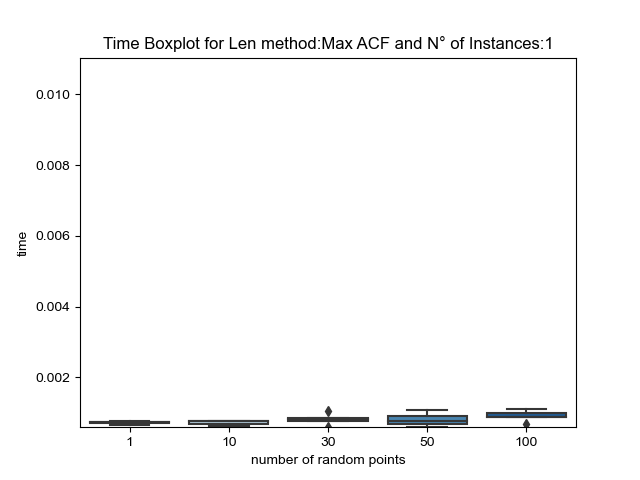 Time Boxplot for Len method:Max ACF and N° of Instances:1
0.010
0.008
0.006
0.004
0.002
time
1 10 30 50 100
number of random points